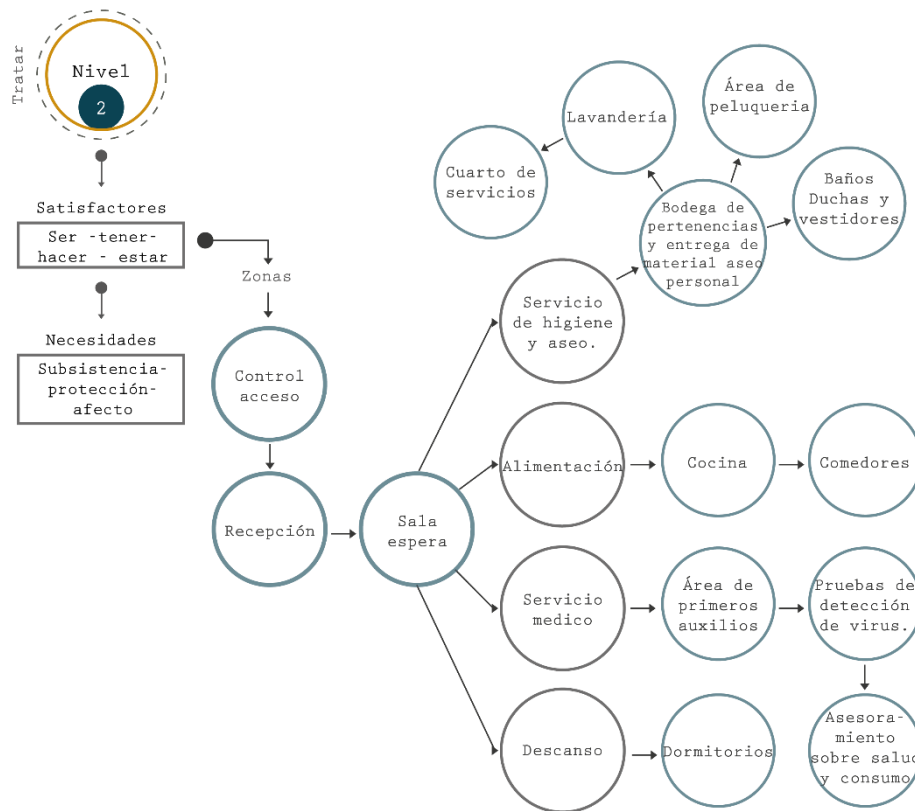 Tratar
Nivel
2
Satisfactores
Ser -tener-
hacer - estar
Necesidades
Subsistencia-
protección-
afecto
Zonas
Control
acceso
Recepción
Sala
espera
Servicio
de higiene
y aseo.
Bodega de
pertenencias
y entrega de
material aseo
personal
Lavandería
Cuarto de
servicios
Área de
peluqueria
Baños
Duchas y
vestidores
Alimentación
Cocina
Comedores
Servicio
medico
Área de
primeros
auxilios
Pruebas de
detección
de virus.
Asesora-
miento
sobre salud
y consumo
Descanso
Dormitorios